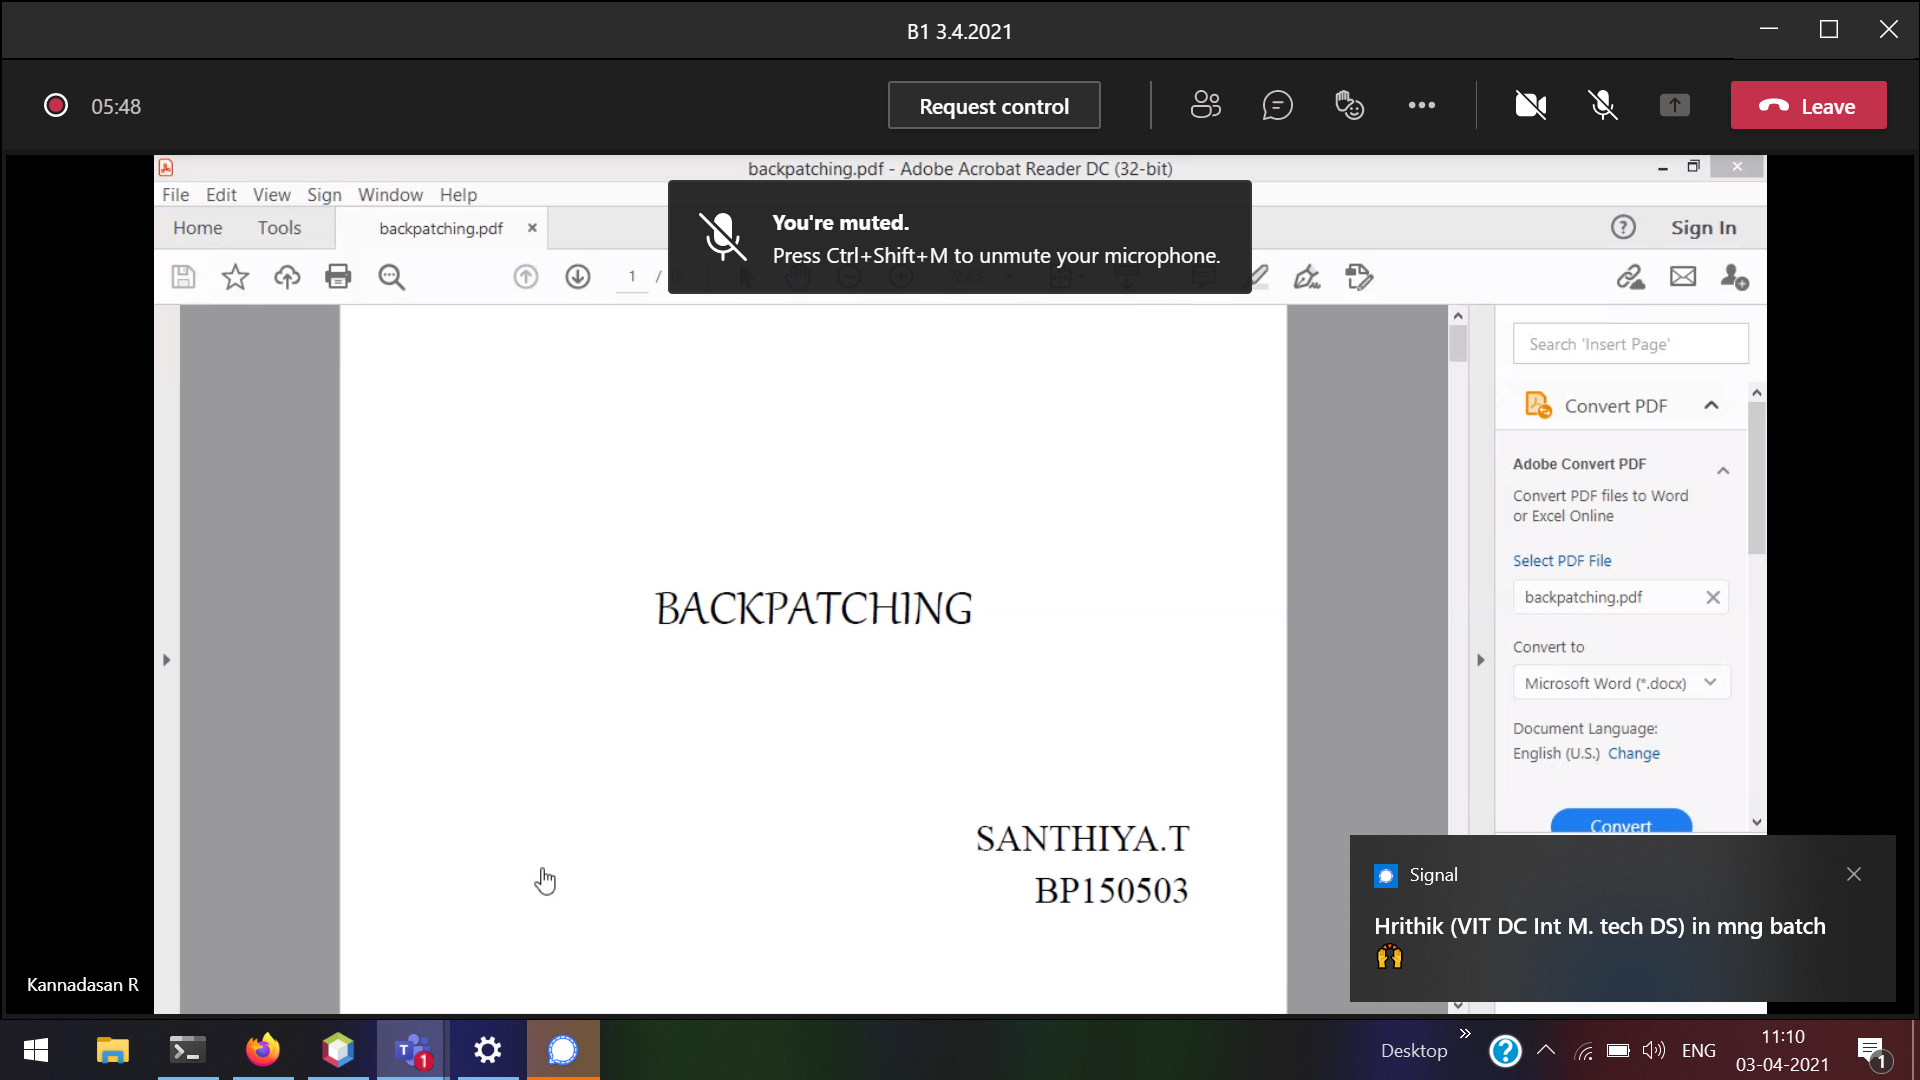 B1 3.4.2021
05:48
Request control
Leave
backpatching.pdf - Adobe Acrobat Reader DC (32-bit)
File Edit View Sign Window Help
Home Tools backpatching.pdf
Sign In
You're muted.
Press Ctrl+Shift+M to unmute your microphone.
1 /
Search 'Insert Page'
Convert PDF
Adobe Convert PDF
Convert PDF files to Word
or Excel Online
Select PDF File
backpatching.pdf
Convert to
Microsoft Word (*.docx)
Document Language:
English (U.S.) Change
Convert
BACKPATCHING
SANTHIYA.T
BP150503
Kannadasan R
Signal
Hrithik (VIT DC Int M. tech DS) in mng batch
🙌
Desktop
ENG
11:10
03-04-2021
1
1